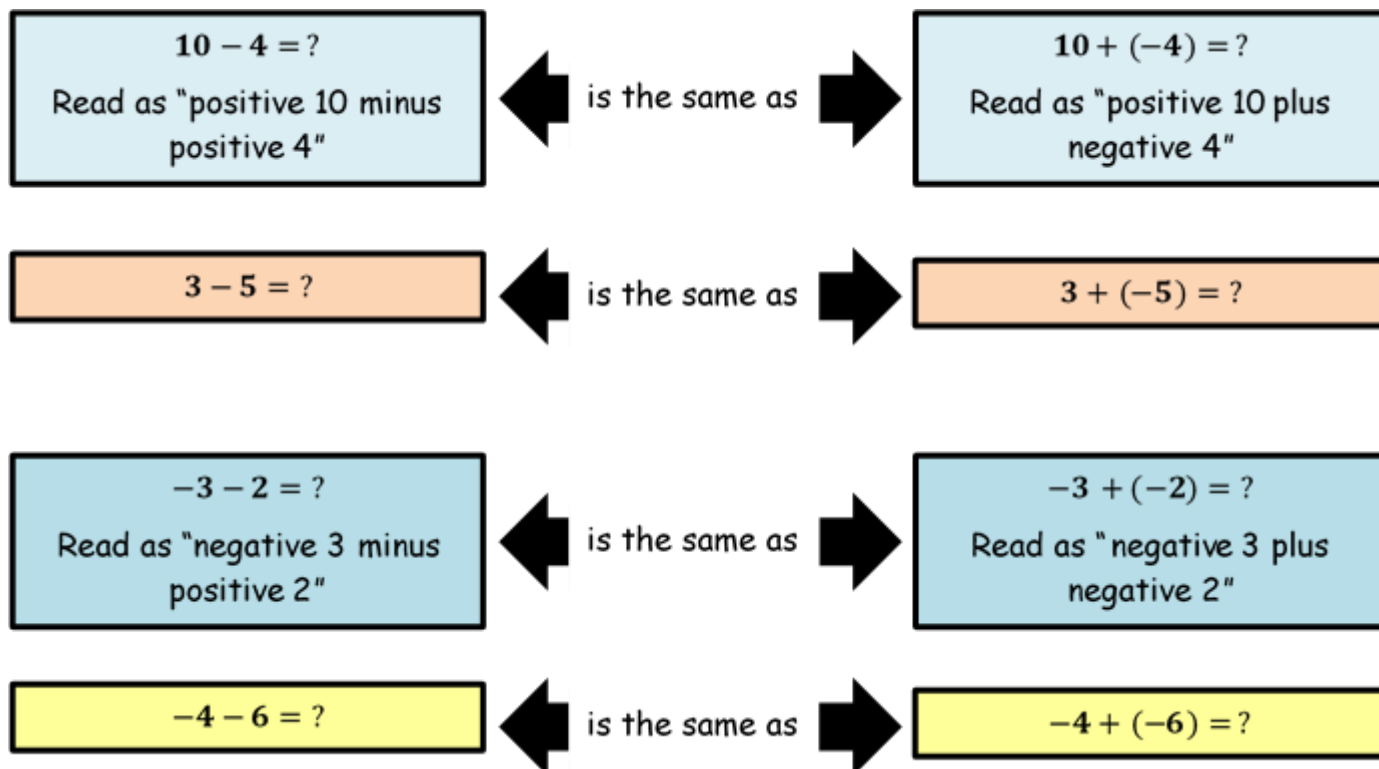 10 − 4 = ?
Read as “positive 10 minus
positive 4”
is the same as
10 + (−4) = ?
Read as “positive 10 plus
negative 4”
3 − 5 = ?
is the same as
3 + (−5) = ?
−3 − 2 = ?
Read as “negative 3 minus
positive 2”
is the same as
−3 + (−2) = ?
Read as “negative 3 plus
negative 2”
−4 − 6 = ?
is the same as
−4 + (−6) = ?